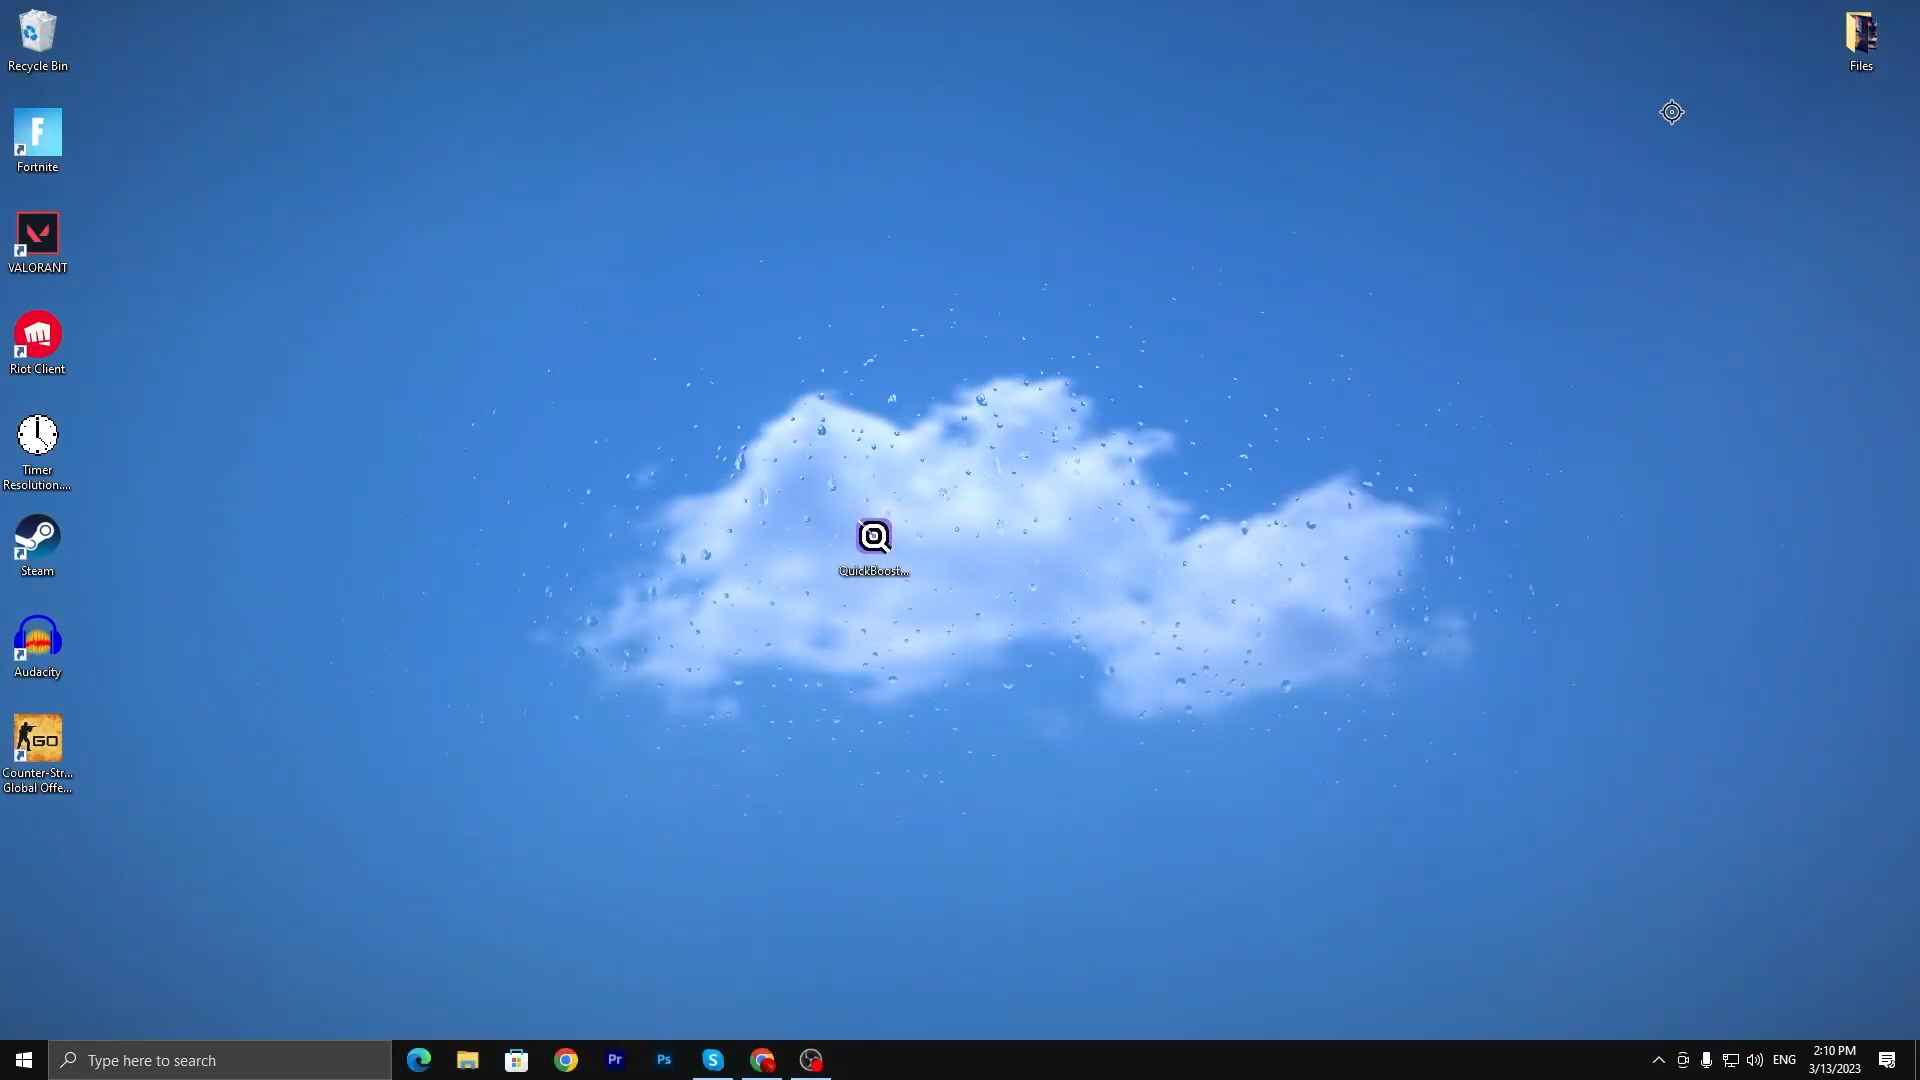 Recycle Bin
Files
Fortnite
VALORANT
Riot Client
Timer
Resolution....
QuickBoost...
Steam
Audacity
GO
Counter-Str...
Global Offe...
Type here to search
Pr
Ps
ENG
2:10 PM
3/13/2023